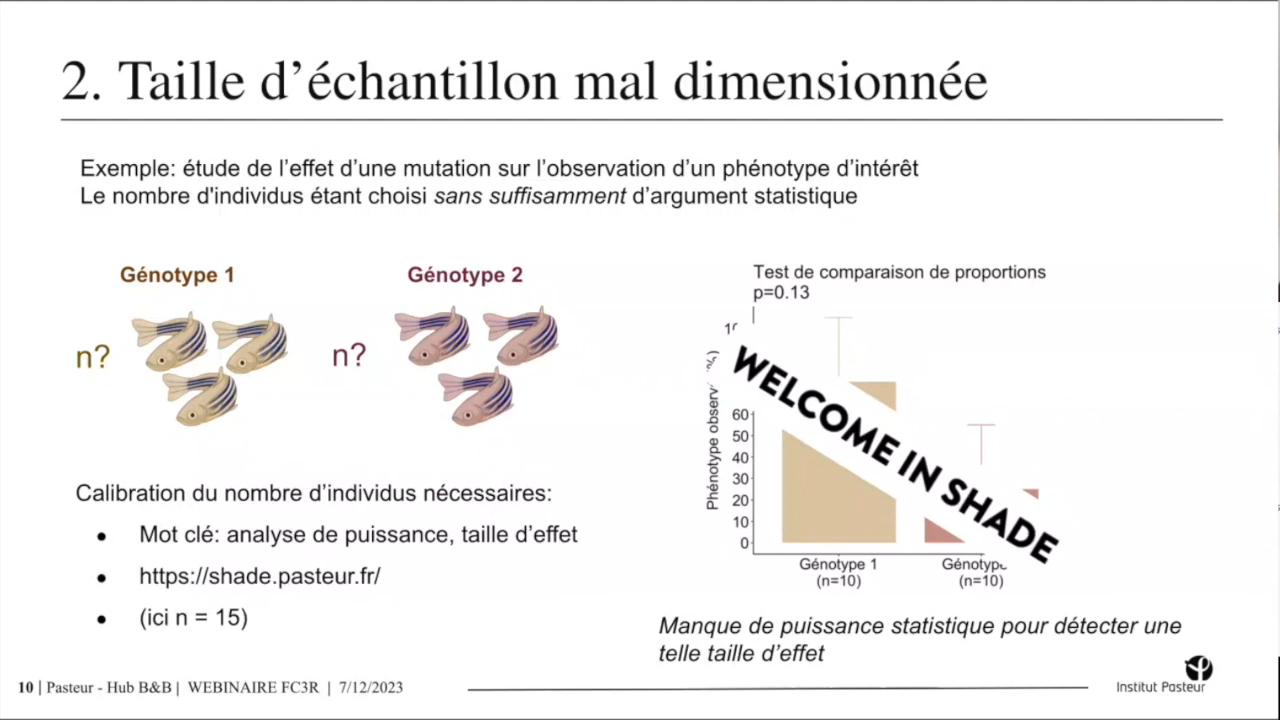 2. Taille d’échantillon mal dimensionnée
Exemple: étude de l’effet d’une mutation sur l’observation d’un phénotype d’intérêt
Le nombre d'individus étant choisi sans suffisamment d’argument statistique
Génotype 1
Génotype 2
n?
n?
Calibration du nombre d’individus nécessaires:
• Mot clé: analyse de puissance, taille d’effet
• https://shade.pasteur.fr/
• (ici n = 15)
Test de comparaison de proportions
p=0.13
Phénotype
60
50
40
30
20
10
0
WELCOME IN SHADE
Génotype 1
(n=10)
(n=10)
Manque de puissance statistique pour détecter une
telle taille d’effet
10 | Pasteur - Hub B&B | WEBINAIRE FC3R | 7/12/2023
Institut Pasteur